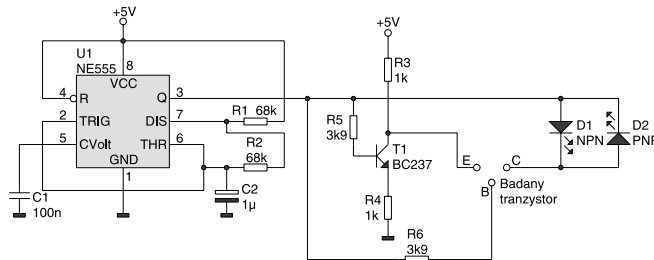 +5V
+5V
U1
NE555
8
VCC
4
R
Q
3
2
TRIG
DIS
7
5
CVolt
THR
6
GND
1
R1 68k
R2
68k
C1
100n
C2
1µ
R3
1k
R5
3k9
T1
BC237
R4
1k
R6
3k9
E
C
B
Badany
tranzystor
D1
NPN
D2
PNP